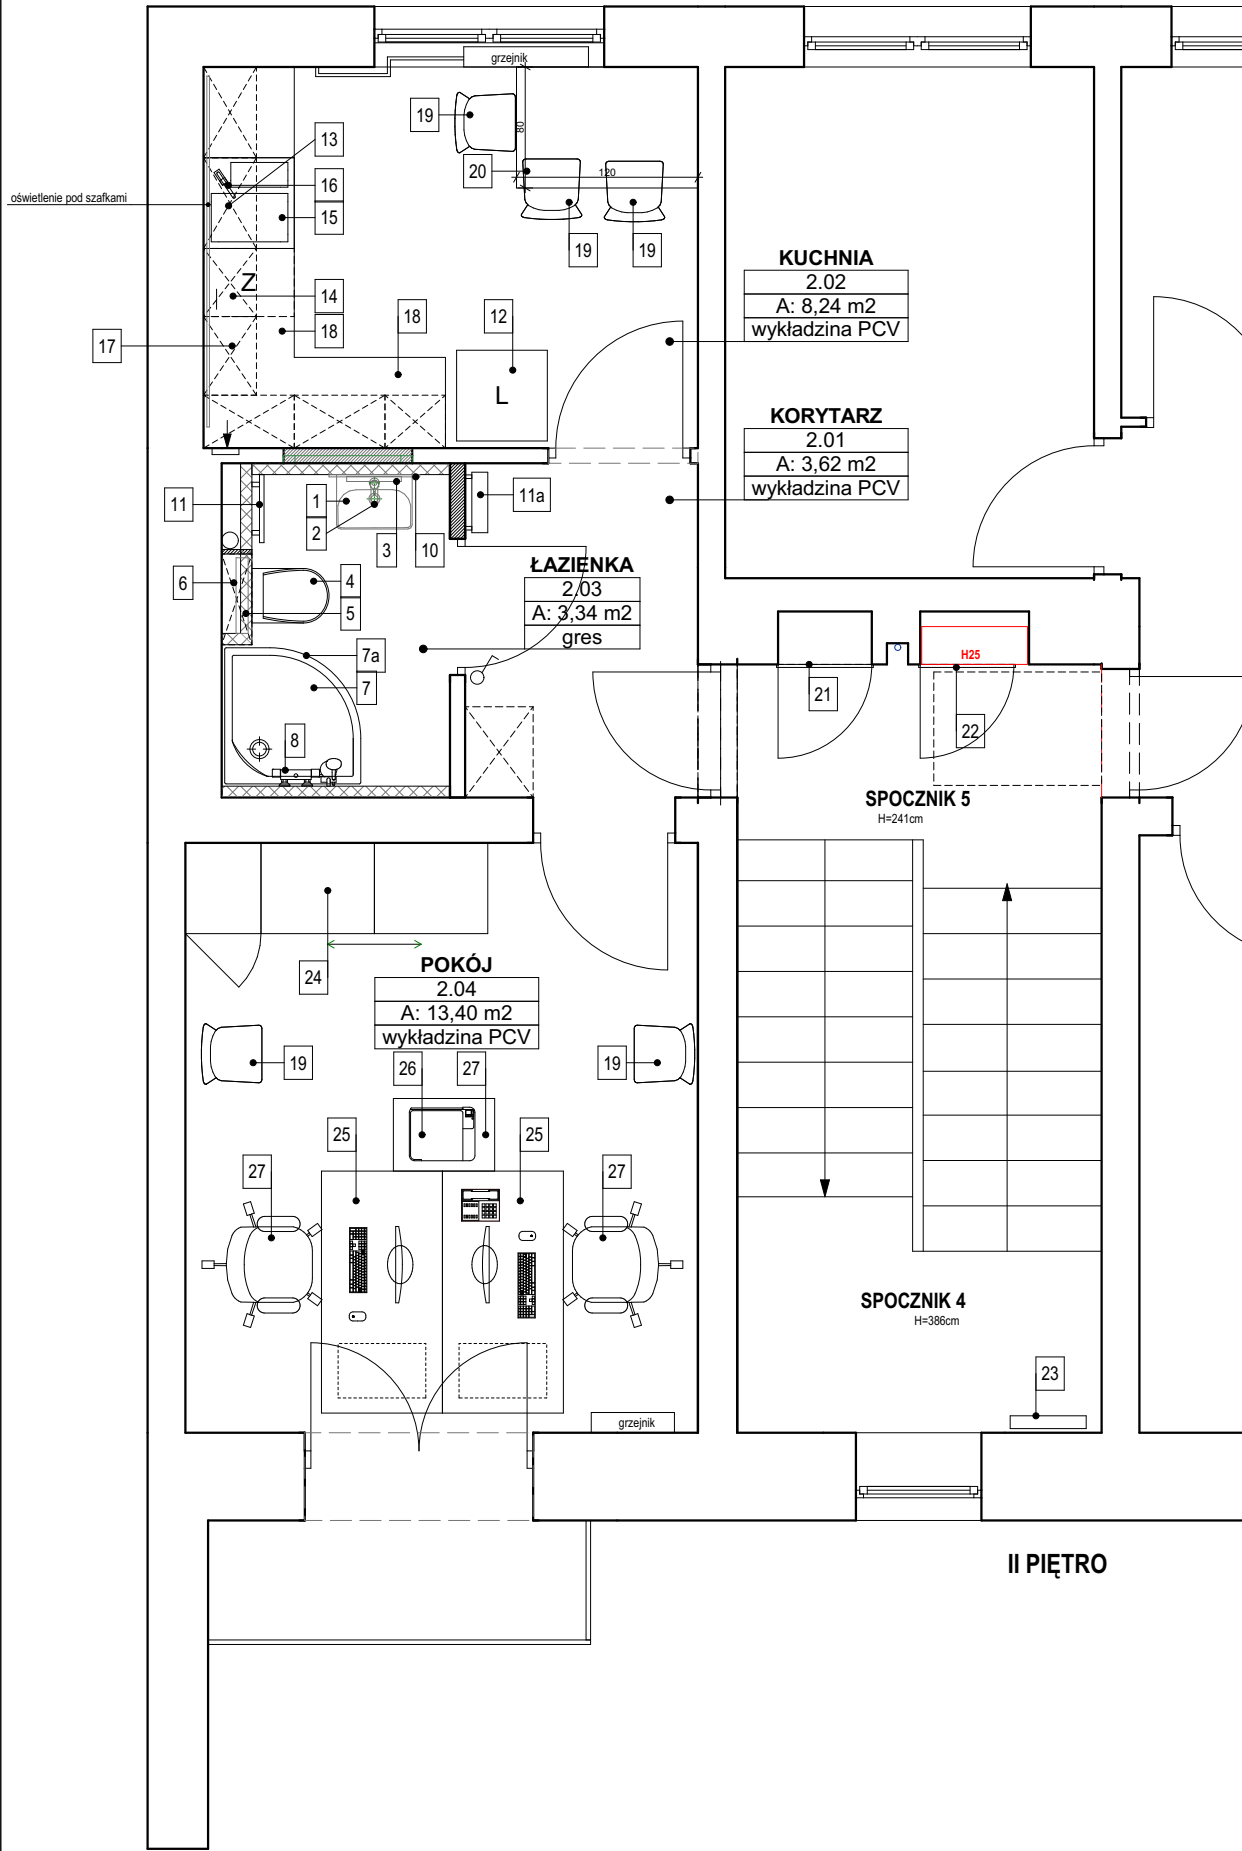 grzejnik
19
13
80
20
120
16
oświetlenie pod szafkami
15
19
19
KUCHNIA
2.02
A: 8,24 m2
wykładzina PCV
Z
14
18
12
18
17
L
KORYTARZ
2.01
A: 3,62 m2
wykładzina PCV
11
1
11a
2
3
10
ŁAZIENKA
2.03
A: 3,34 m2
gres
6
4
5
7a
H25
7
21
22
8
SPOCZNIK 5
H=241cm
24
POKÓJ
2.04
A: 13,40 m2
wykładzina PCV
19
26
27
19
25
25
27
27
SPOCZNIK 4
H=386cm
23
grzejnik
II PIĘTRO